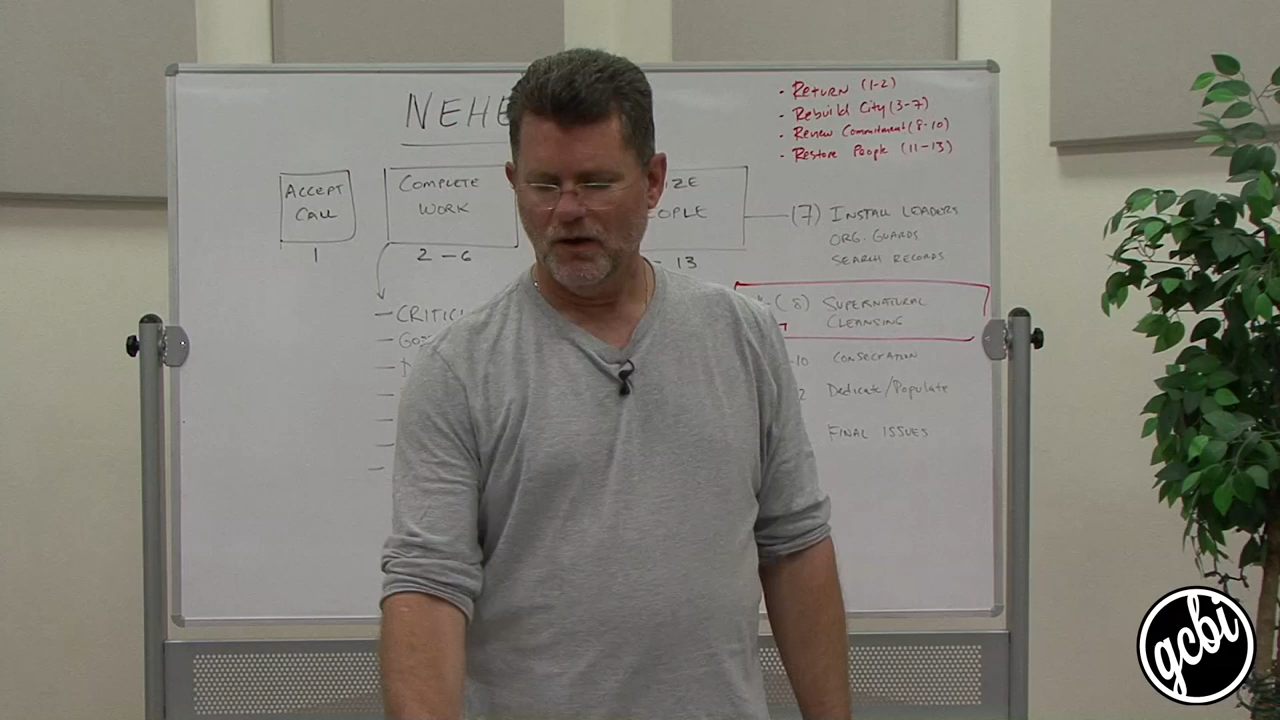 NEHE
- RETURN (1-2)
- Rebuild City (3-7)
- Renew Commitment (8-10)
- Restore People (11-13)
ACCEPT
CALL
1
COMPLETE
WORK
2 - 6
IZE
EOPLE
- 13
(7) INSTALL LEADERS
ORG. GUARDS
SEARCH RECORDS
- CRITIC
- Go
(8) SUPERNATURAL
CLEANSING
10 CONSECRATION
2 Dedicate/Populate
FINAL ISSUES
gcbi